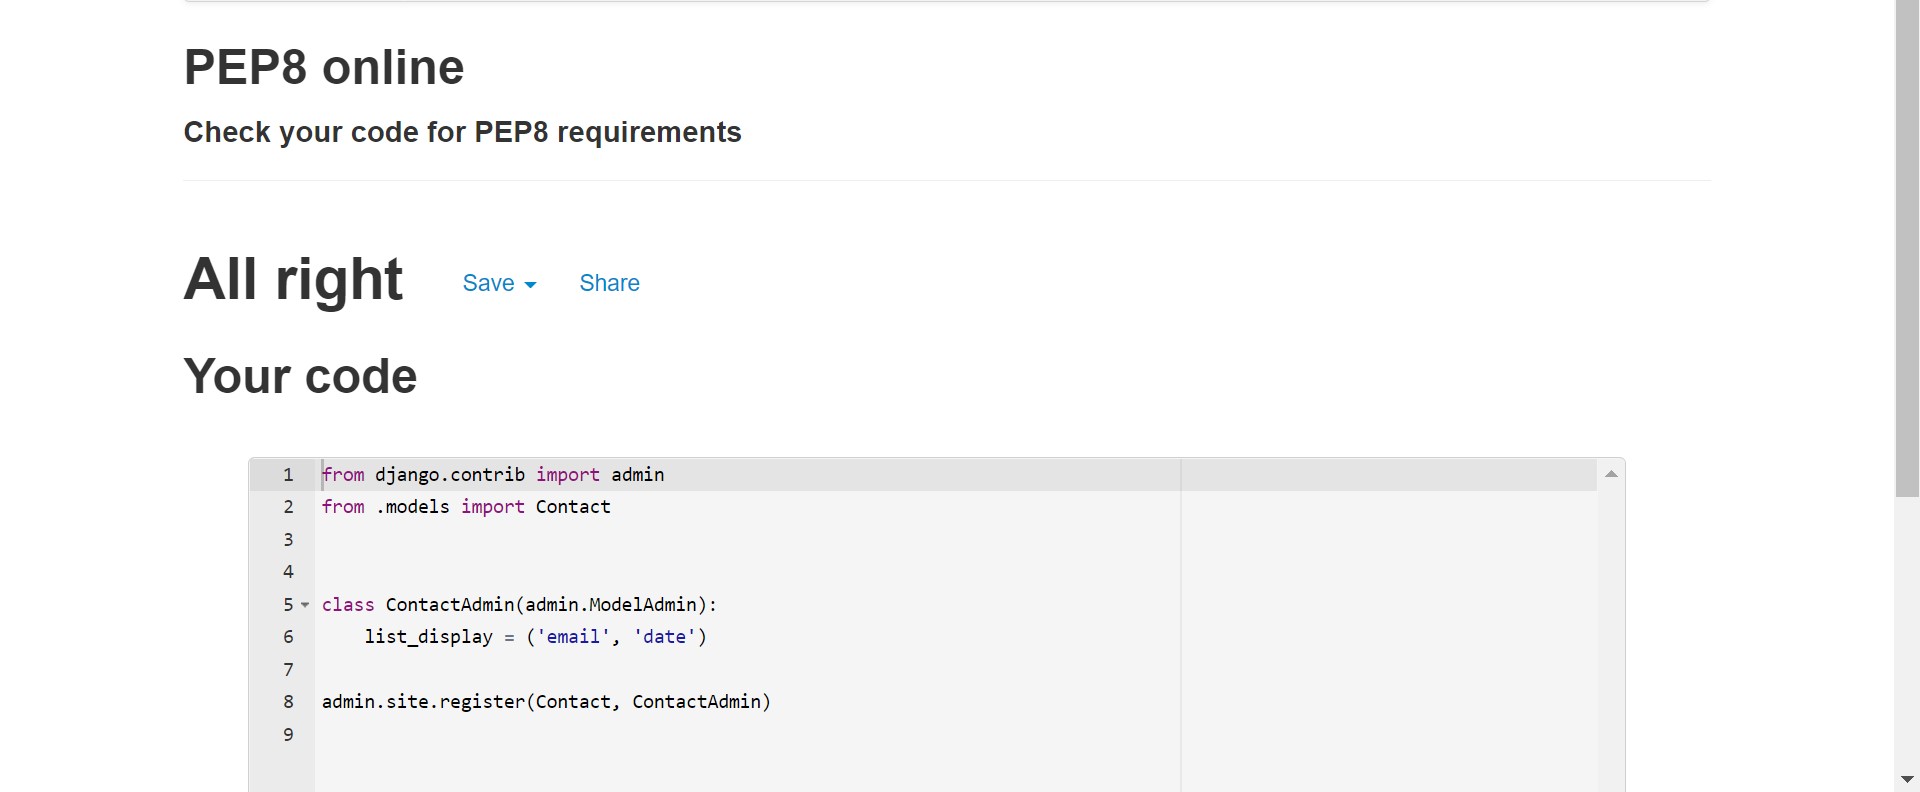 PEP8 online
Check your code for PEP8 requirements
All right Save Share
Your code
1 from django.contrib import admin
2 from .models import Contact
3
4
5 class ContactAdmin(admin.ModelAdmin):
6     list_display = ('email', 'date')
7
8 admin.site.register(Contact, ContactAdmin)
9